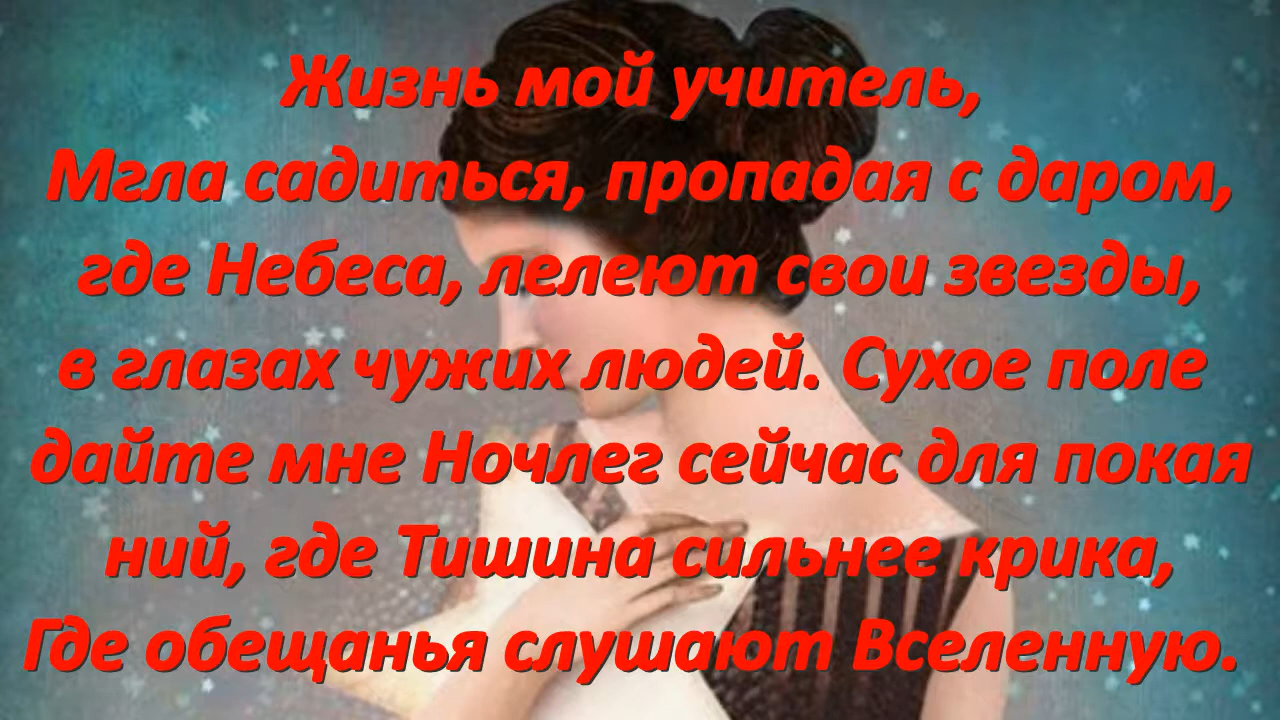 Жизнь мой учитель,
Мгла садиться, пропадая с даром,
где Небеса, лелеют свои звезды,
в глазах чужих людей. Сухое поле
дайте мне Ночлег сейчас для покая
ний, где Тишина сильнее крика,
Где обещанья слушают Вселенную.